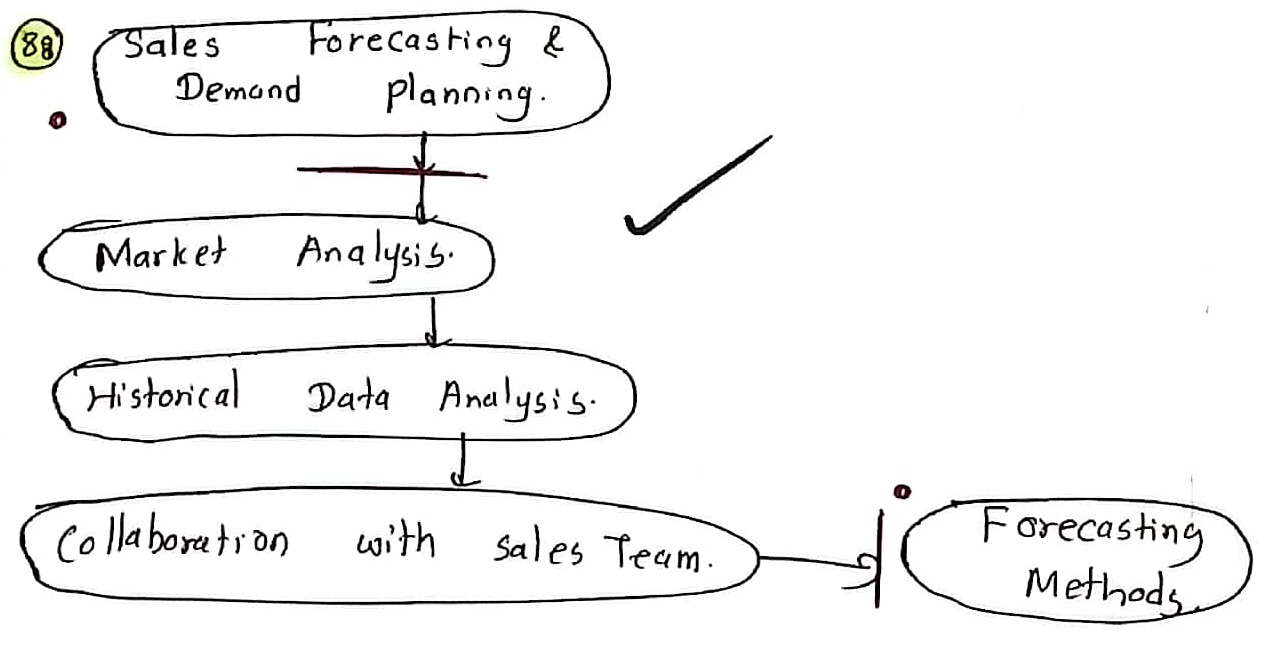 88
Sales Forecasting &
Demand planning.
Market Analysis.
Historical Data Analysis.
Collaboration with sales Team.
Forecasting
Methods.